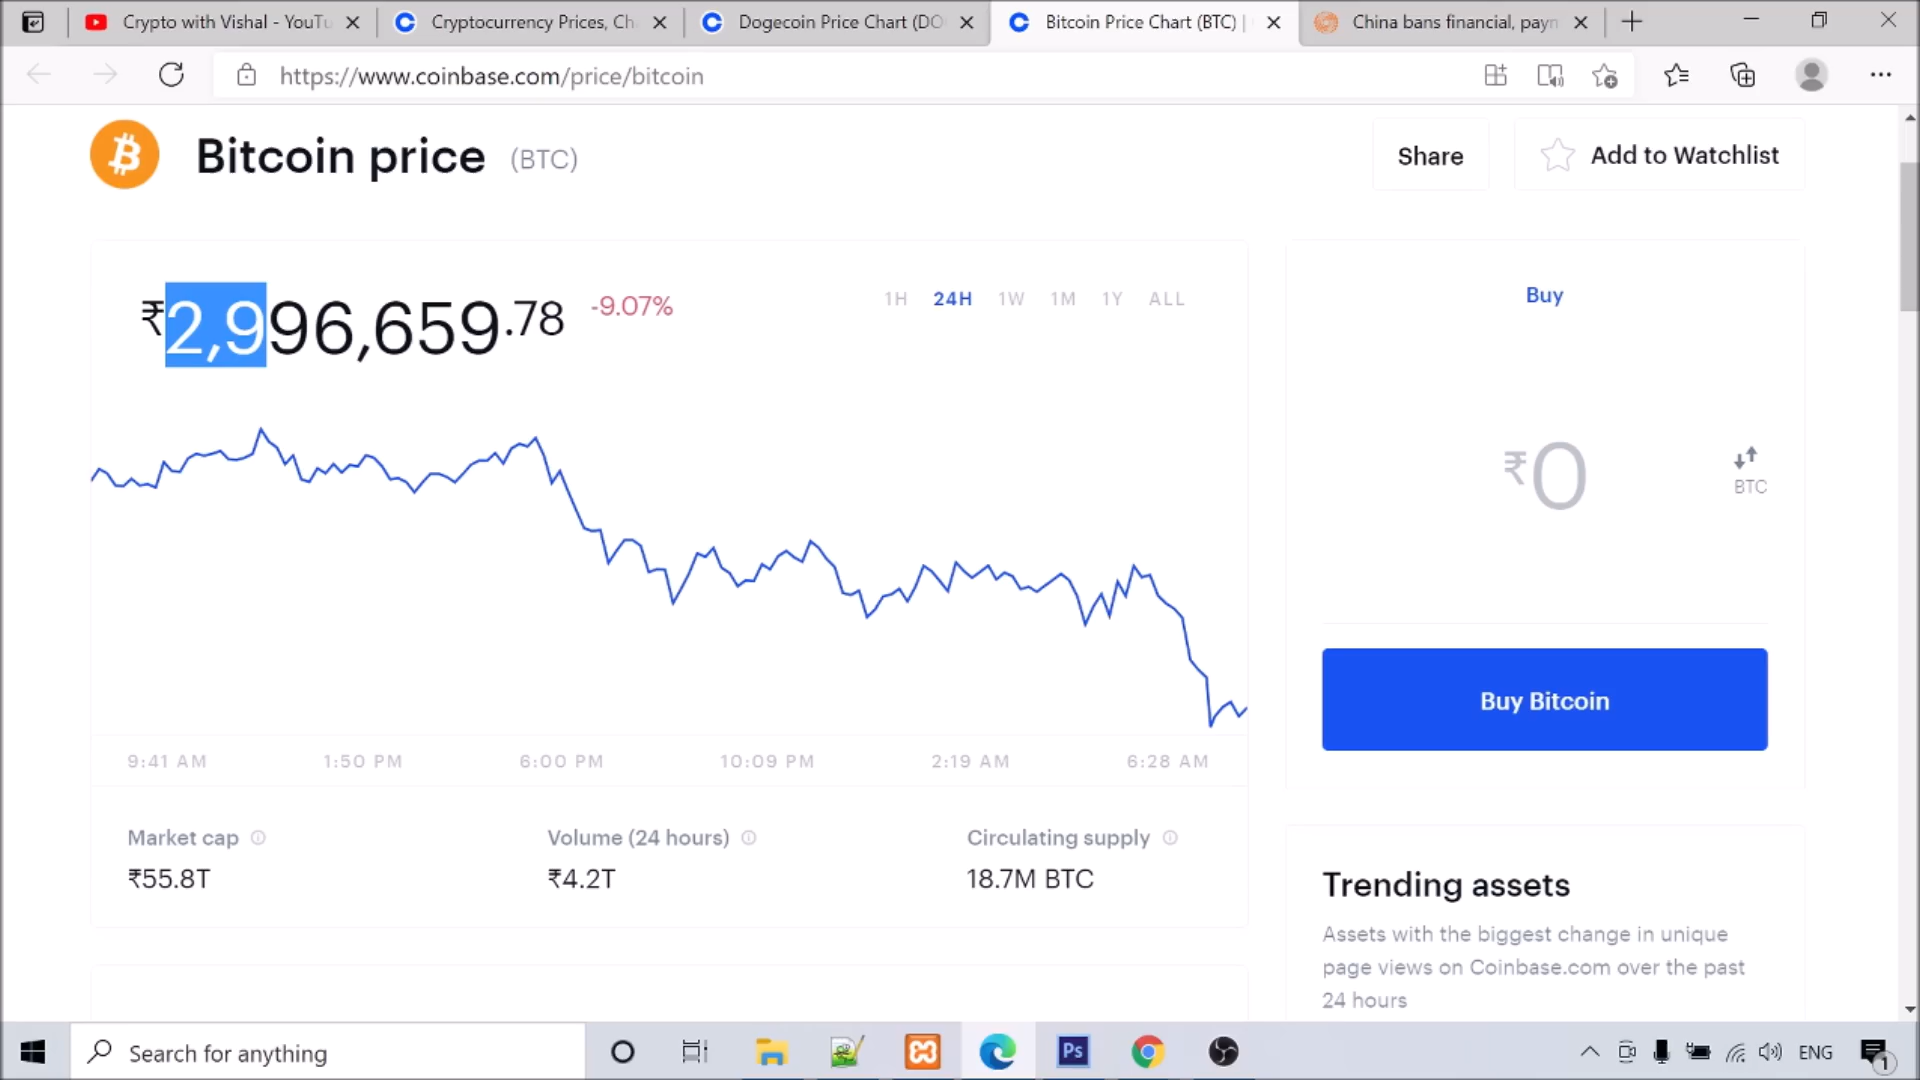 Crypto with Vishal - YouTu
Cryptocurrency Prices, Ch
Dogecoin Price Chart (DO
Bitcoin Price Chart (BTC) |
China bans financial, paym
https://www.coinbase.com/price/bitcoin
Bitcoin price (BTC)
Share
Add to Watchlist
₹2,996,659.78 -9.07%
1H 24H 1W 1M 1Y ALL
Buy
₹0
BTC
Buy Bitcoin
9:41 AM 1:50 PM 6:00 PM 10:09 PM 2:19 AM 6:28 AM
Market cap
₹55.8T
Volume (24 hours)
₹4.2T
Circulating supply
18.7M BTC
Trending assets
Assets with the biggest change in unique
page views on Coinbase.com over the past
24 hours
Search for anything
Ps
ENG
1